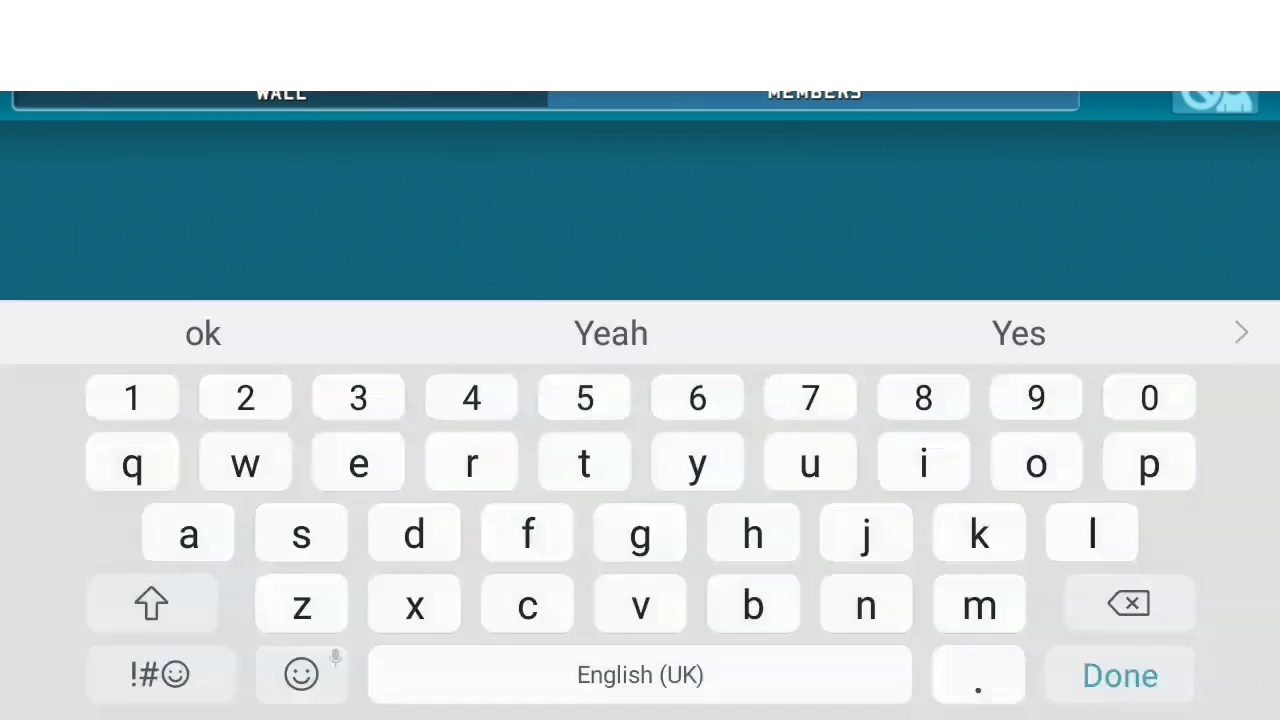 WALL MEMBERS
ok Yeah Yes
1 2 3 4 5 6 7 8 9 0
q w e r t y u i o p
a s d f g h j k l
z x c v b n m
!#☺ English (UK) . Done